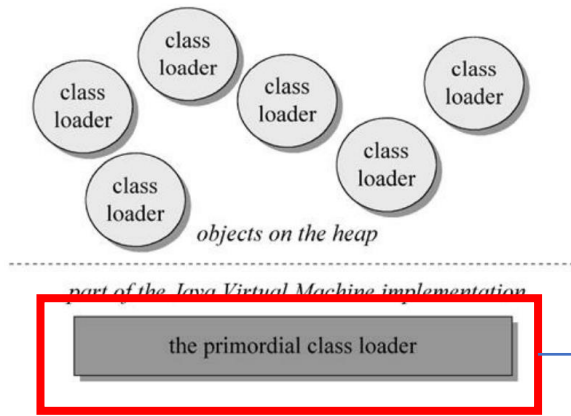 class
loader
class
loader
class
loader
class
loader
class
loader
class
loader
objects on the heap
part of the Java Virtual Machine implementation
the primordial class loader